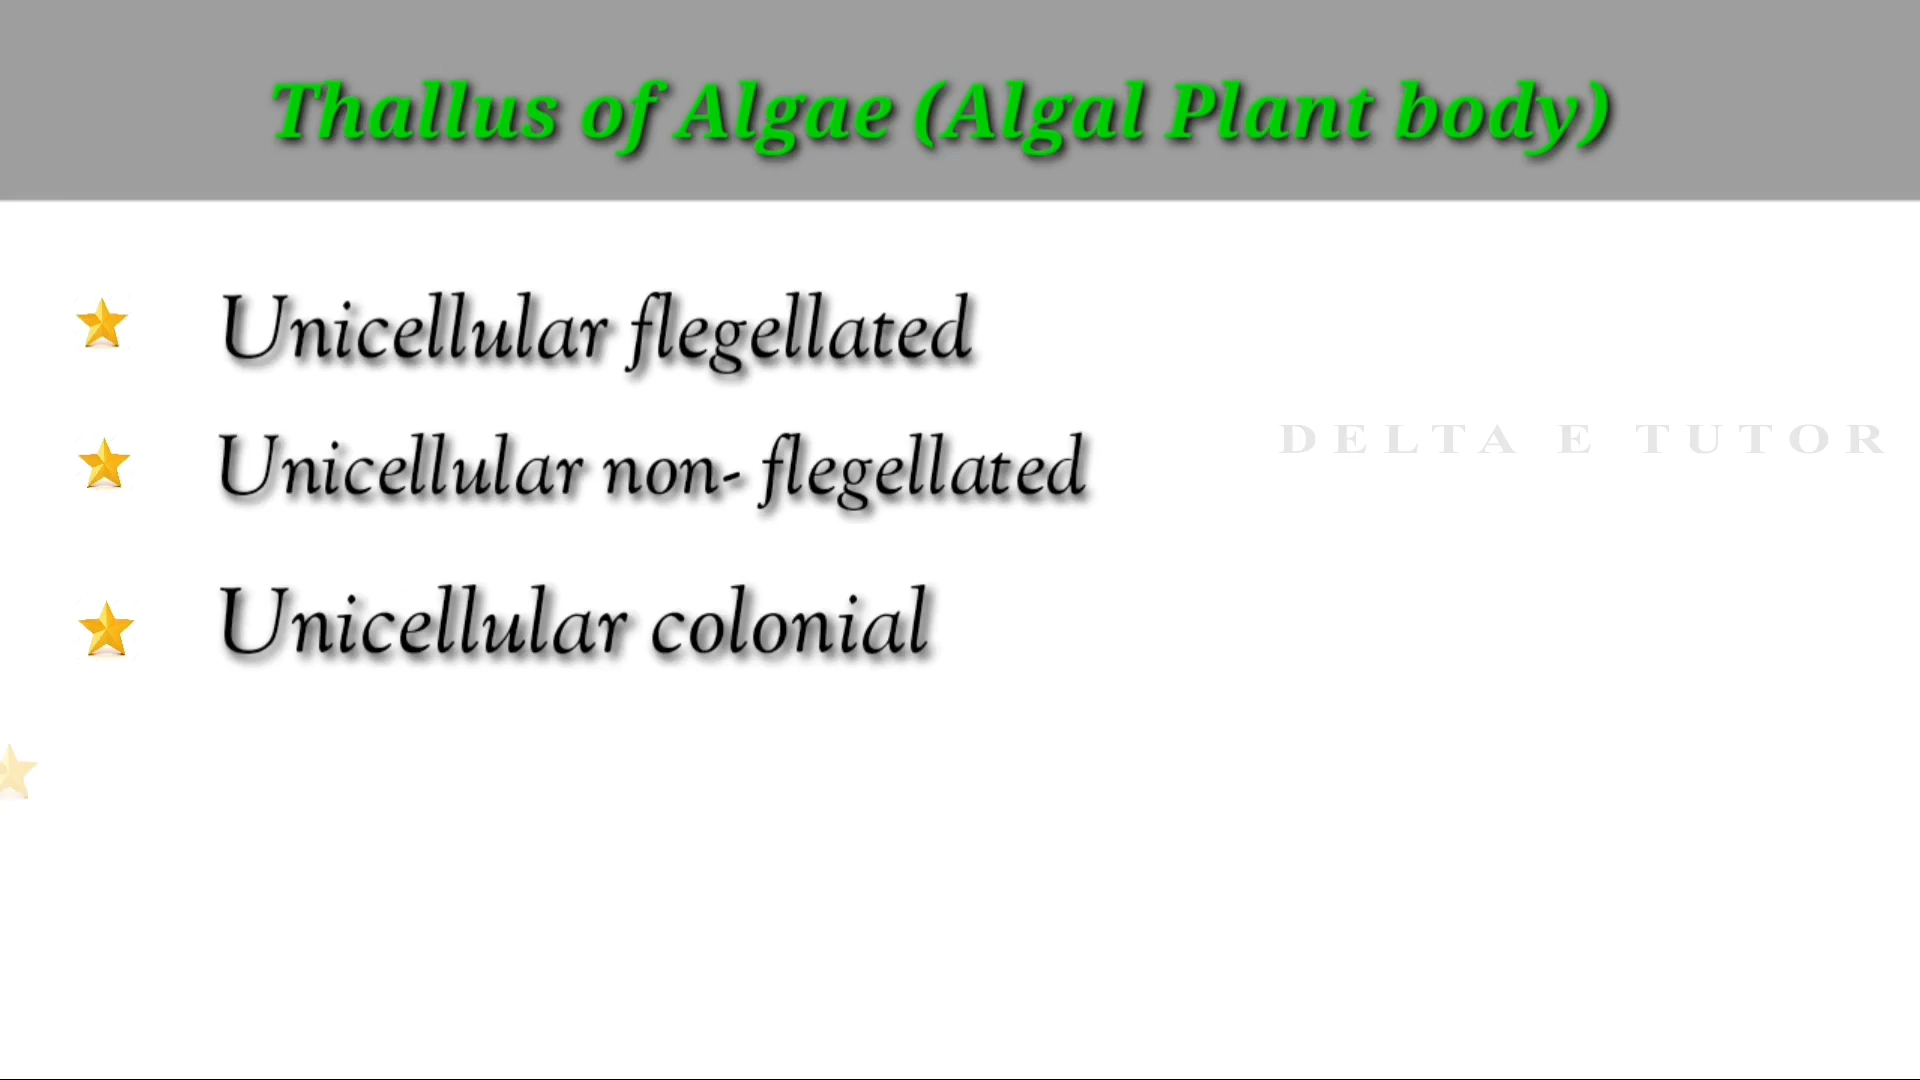 Thallus of Algae (Algal Plant body)
Unicellular flegellated
DELTA E TUTOR
Unicellular non- flegellated
Unicellular colonial